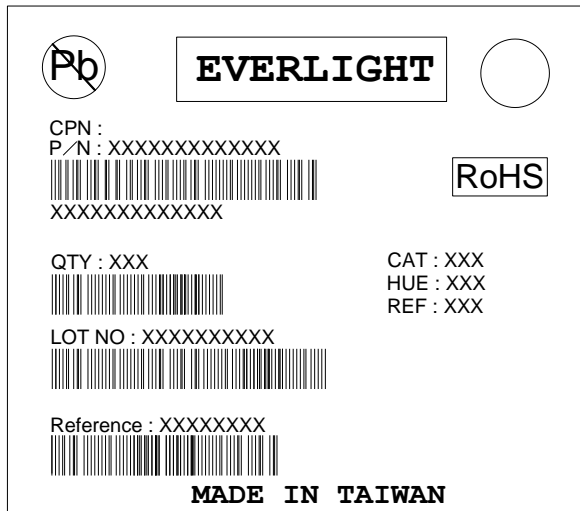 Pb
EVERLIGHT
CPN :
P／N : XXXXXXXXXXXXX
RoHS
XXXXXXXXXXXXX
QTY : XXX
CAT : XXX
HUE : XXX
REF : XXX
LOT NO : XXXXXXXXXX
Reference : XXXXXXXX
MADE IN TAIWAN